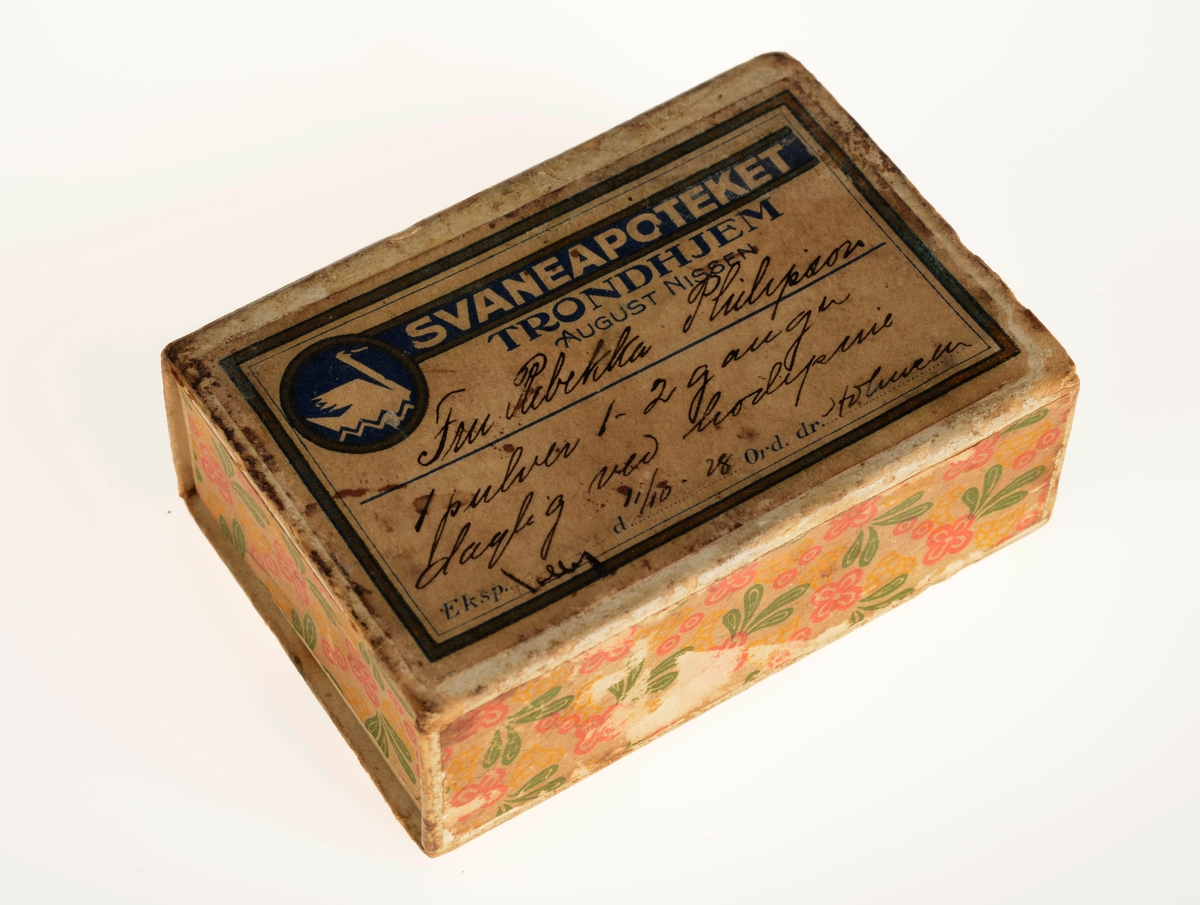 SVANEAPOTEKET
TRONDHJEM
AUGUST NISSEN
Fru Rebekka Philipson
1 pulver 1-2 ganger
daglig ved hodepine
d. 11/10-28 Ord. dr.
Eksp.